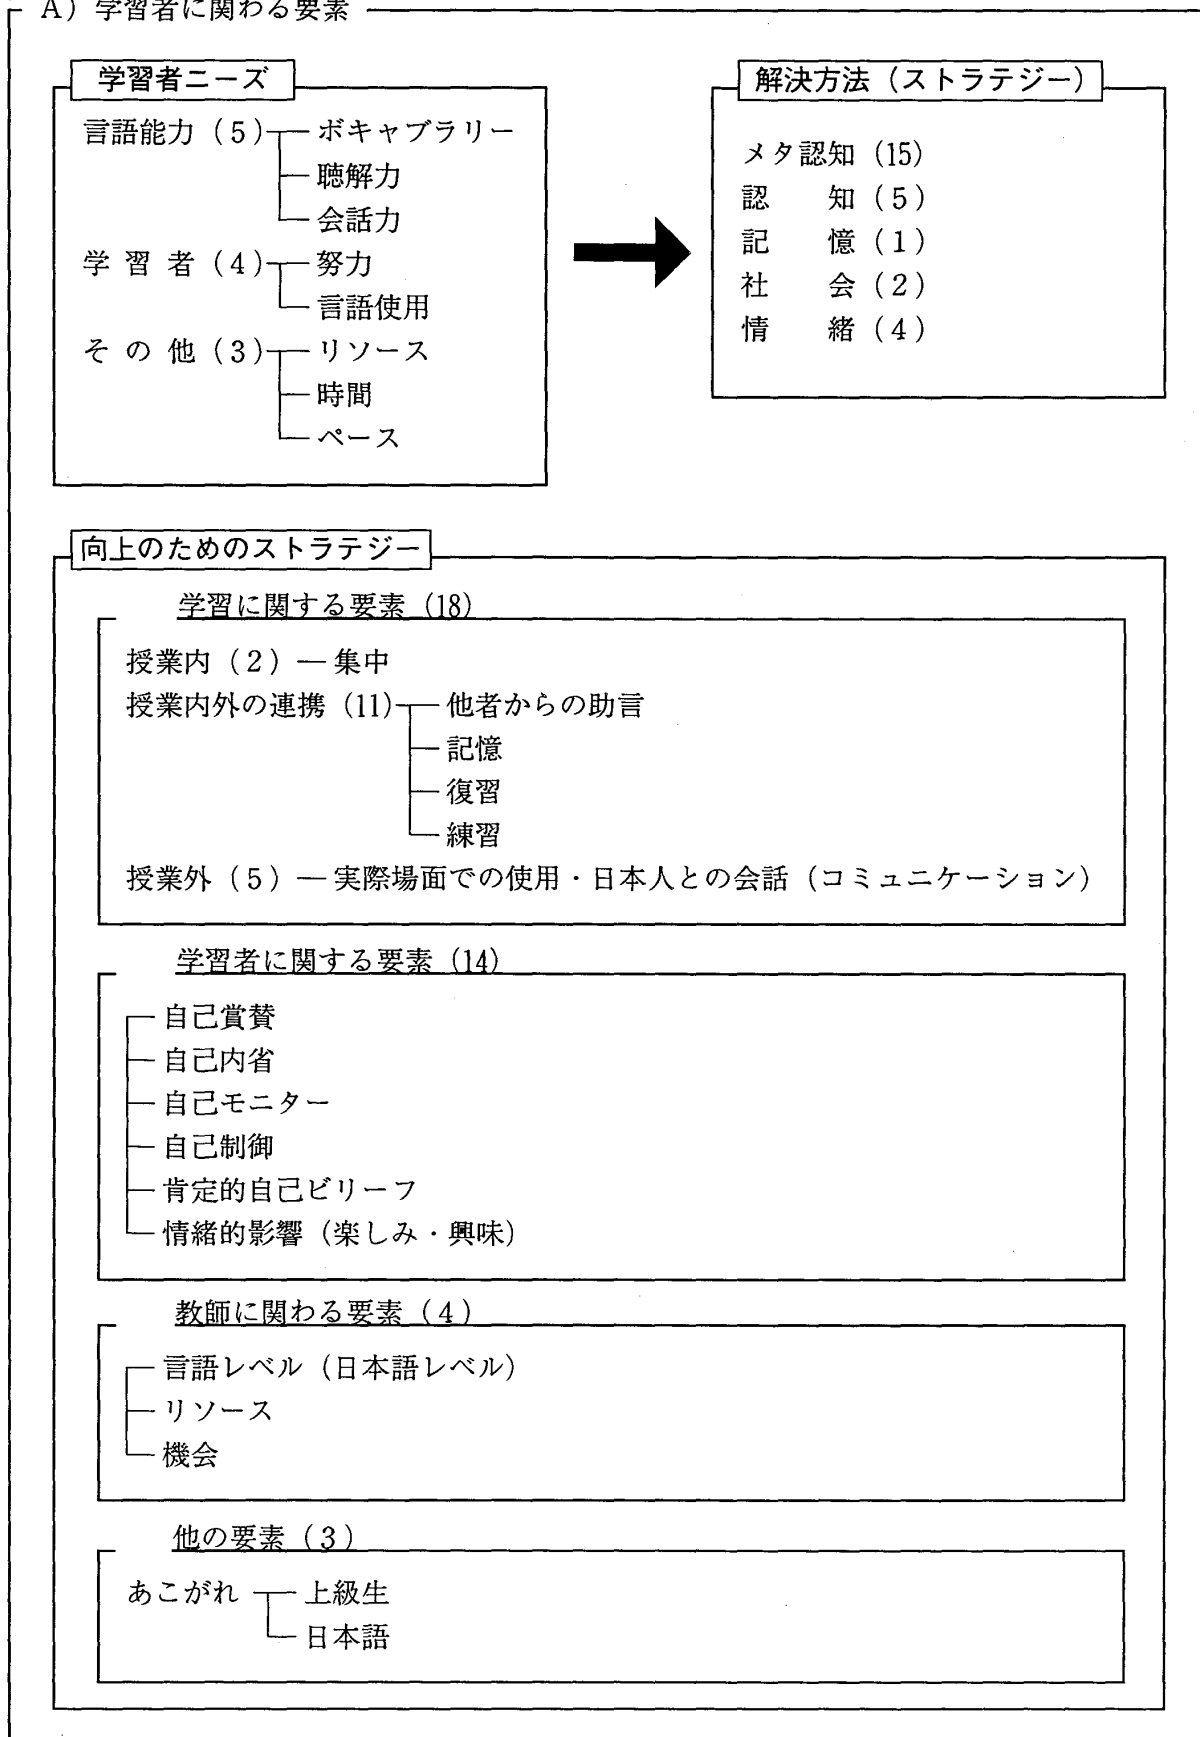 A）学習者に関わる要素
学習者ニーズ
言語能力（5） ボキャブラリー
聴解力
会話力
学習者（4） 努力
言語使用
その他（3） リソース
時間
ペース
解決方法（ストラテジー）
メタ認知（15）
認知（5）
記憶（1）
社会（2）
情緒（4）
向上のためのストラテジー
学習に関する要素（18）
授業内（2）— 集中
授業内外の連携（11） 他者からの助言
記憶
復習
練習
授業外（5）— 実際場面での使用・日本人との会話（コミュニケーション）
学習者に関する要素（14）
自己賞賛
自己内省
自己モニター
自己制御
肯定的自己ビリーフ
情緒的影響（楽しみ・興味）
教師に関わる要素（4）
言語レベル（日本語レベル）
リソース
機会
他の要素（3）
あこがれ 上級生
日本語